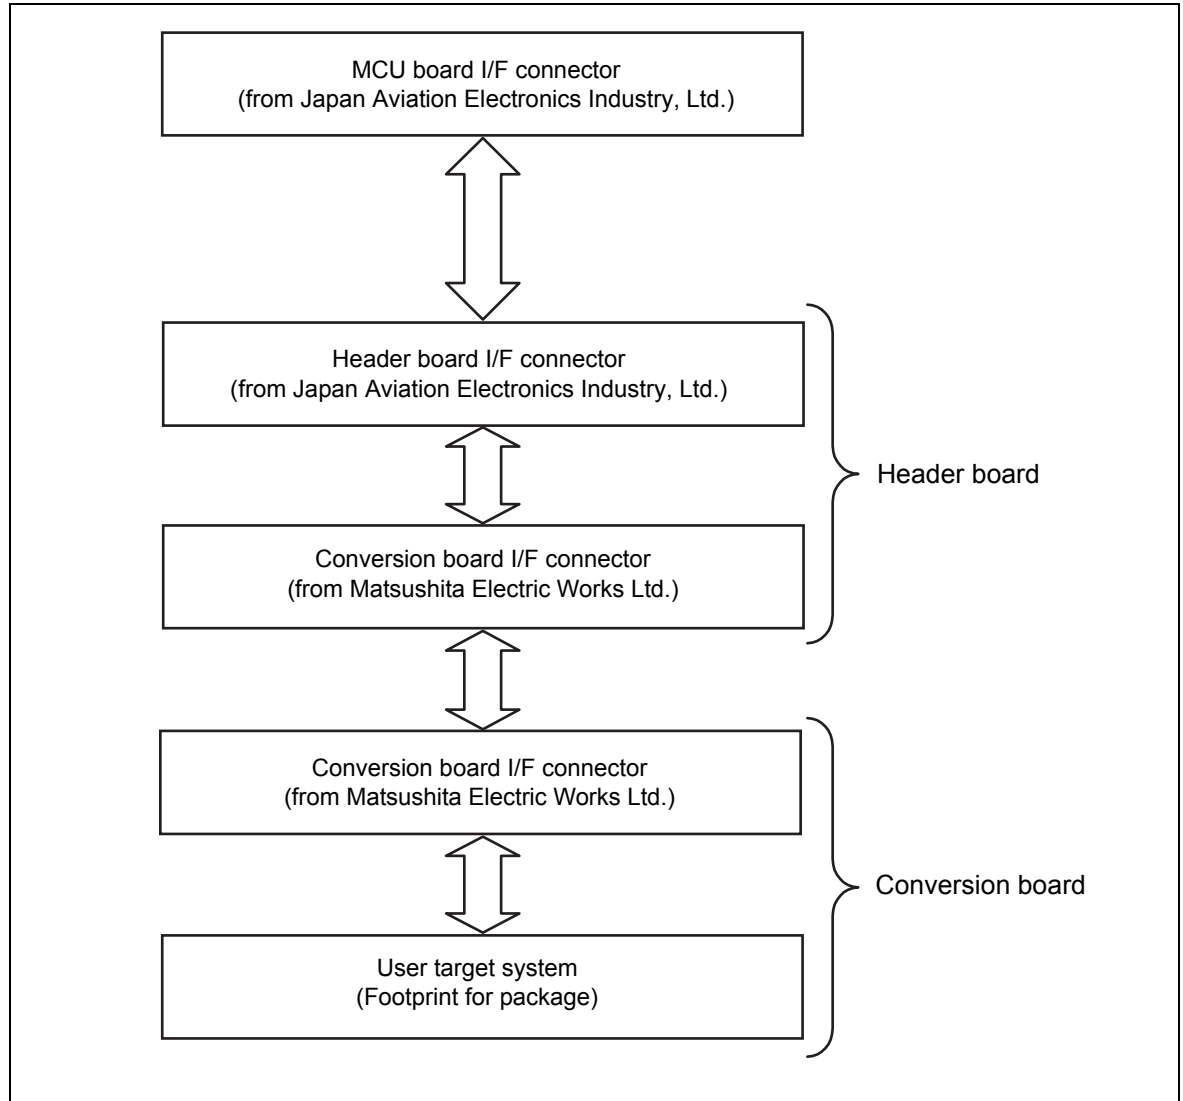 MCU board I/F connector
(from Japan Aviation Electronics Industry, Ltd.)
Header board I/F connector
(from Japan Aviation Electronics Industry, Ltd.)
Header board
Conversion board I/F connector
(from Matsushita Electric Works Ltd.)
Conversion board I/F connector
(from Matsushita Electric Works Ltd.)
Conversion board
User target system
(Footprint for package)